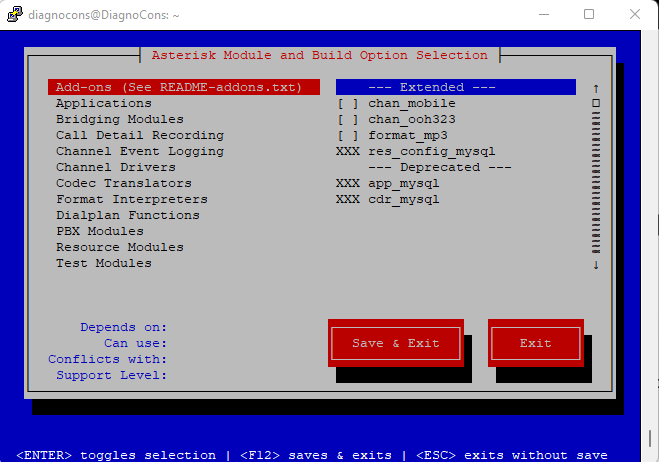 diagnocons@DiagnoCons: ~
Asterisk Module and Build Option Selection
Add-ons (See README-addons.txt) --- Extended ---
Applications [ ] chan_mobile
Bridging Modules [ ] chan_ooh323
Call Detail Recording [ ] format_mp3
Channel Event Logging XXX res_config_mysql
Channel Drivers --- Deprecated ---
Codec Translators XXX app_mysql
Format Interpreters XXX cdr_mysql
Dialplan Functions
PBX Modules
Resource Modules
Test Modules
Depends on:
Can use:
Conflicts with:
Support Level:
Save & Exit Exit
<ENTER> toggles selection | <F12> saves & exits | <ESC> exits without save